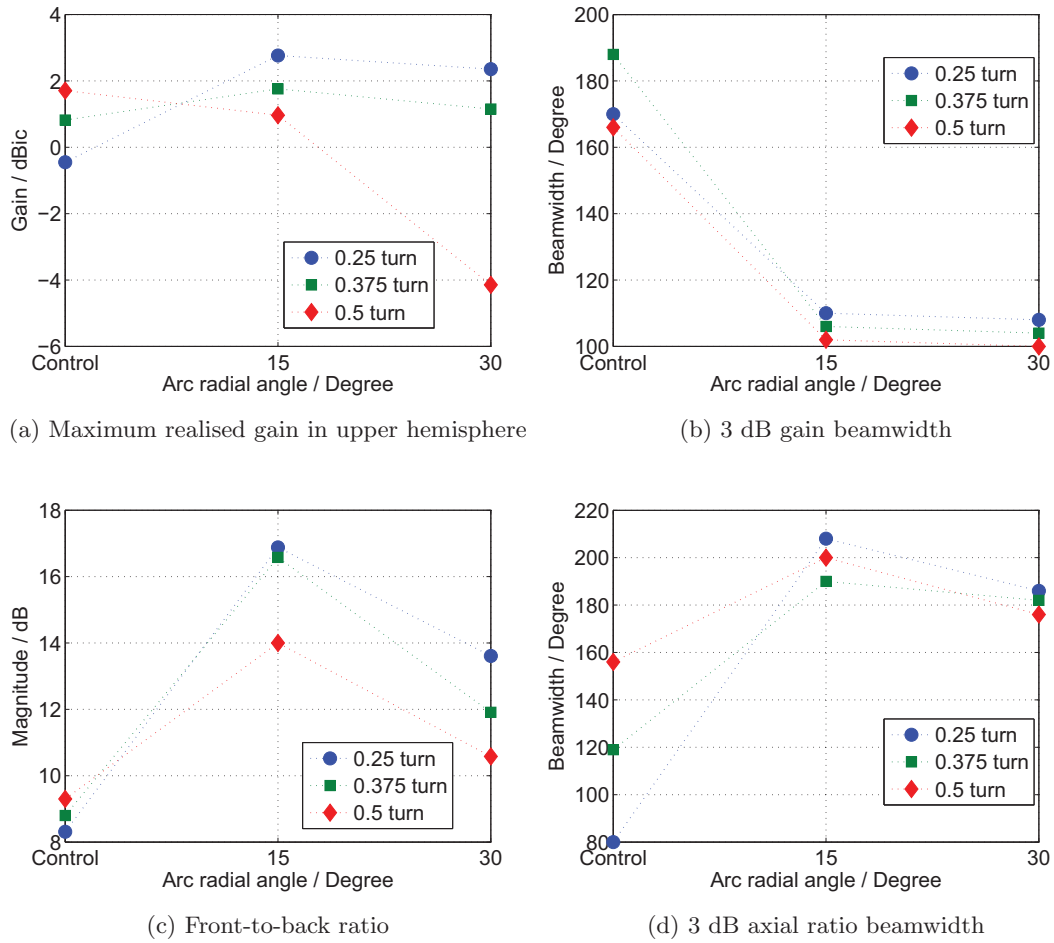 4
2
0
−2
−4
−6
Gain / dBic
Control
15
30
Arc radial angle / Degree
0.25 turn
0.375 turn
0.5 turn
(a) Maximum realised gain in upper hemisphere
200
180
160
140
120
100
Beamwidth / Degree
Control
15
30
Arc radial angle / Degree
0.25 turn
0.375 turn
0.5 turn
(b) 3 dB gain beamwidth
18
16
14
12
10
8
Magnitude / dB
Control
15
30
Arc radial angle / Degree
0.25 turn
0.375 turn
0.5 turn
(c) Front-to-back ratio
220
200
180
160
140
120
100
80
Beamwidth / Degree
Control
15
30
Arc radial angle / Degree
0.25 turn
0.375 turn
0.5 turn
(d) 3 dB axial ratio beamwidth